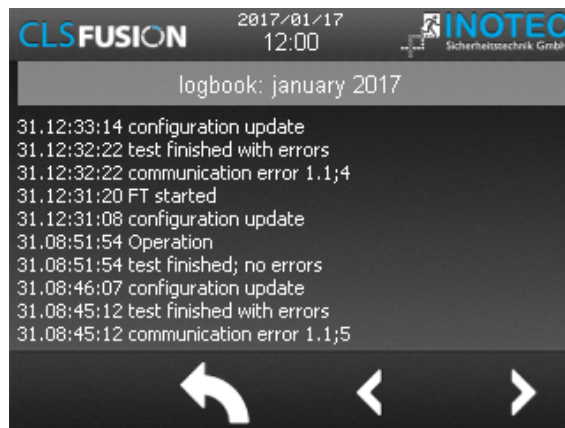 CLSFUSION
2017/01/17
12:00
INOTEC
Sicherheitstechnik GmbH
logbook: january 2017
31.12:33:14 configuration update
31.12:32:22 test finished with errors
31.12:32:22 communication error 1.1;4
31.12:31:20 FT started
31.12:31:08 configuration update
31.08:51:54 Operation
31.08:51:54 test finished; no errors
31.08:46:07 configuration update
31.08:45:12 test finished with errors
31.08:45:12 communication error 1.1;5